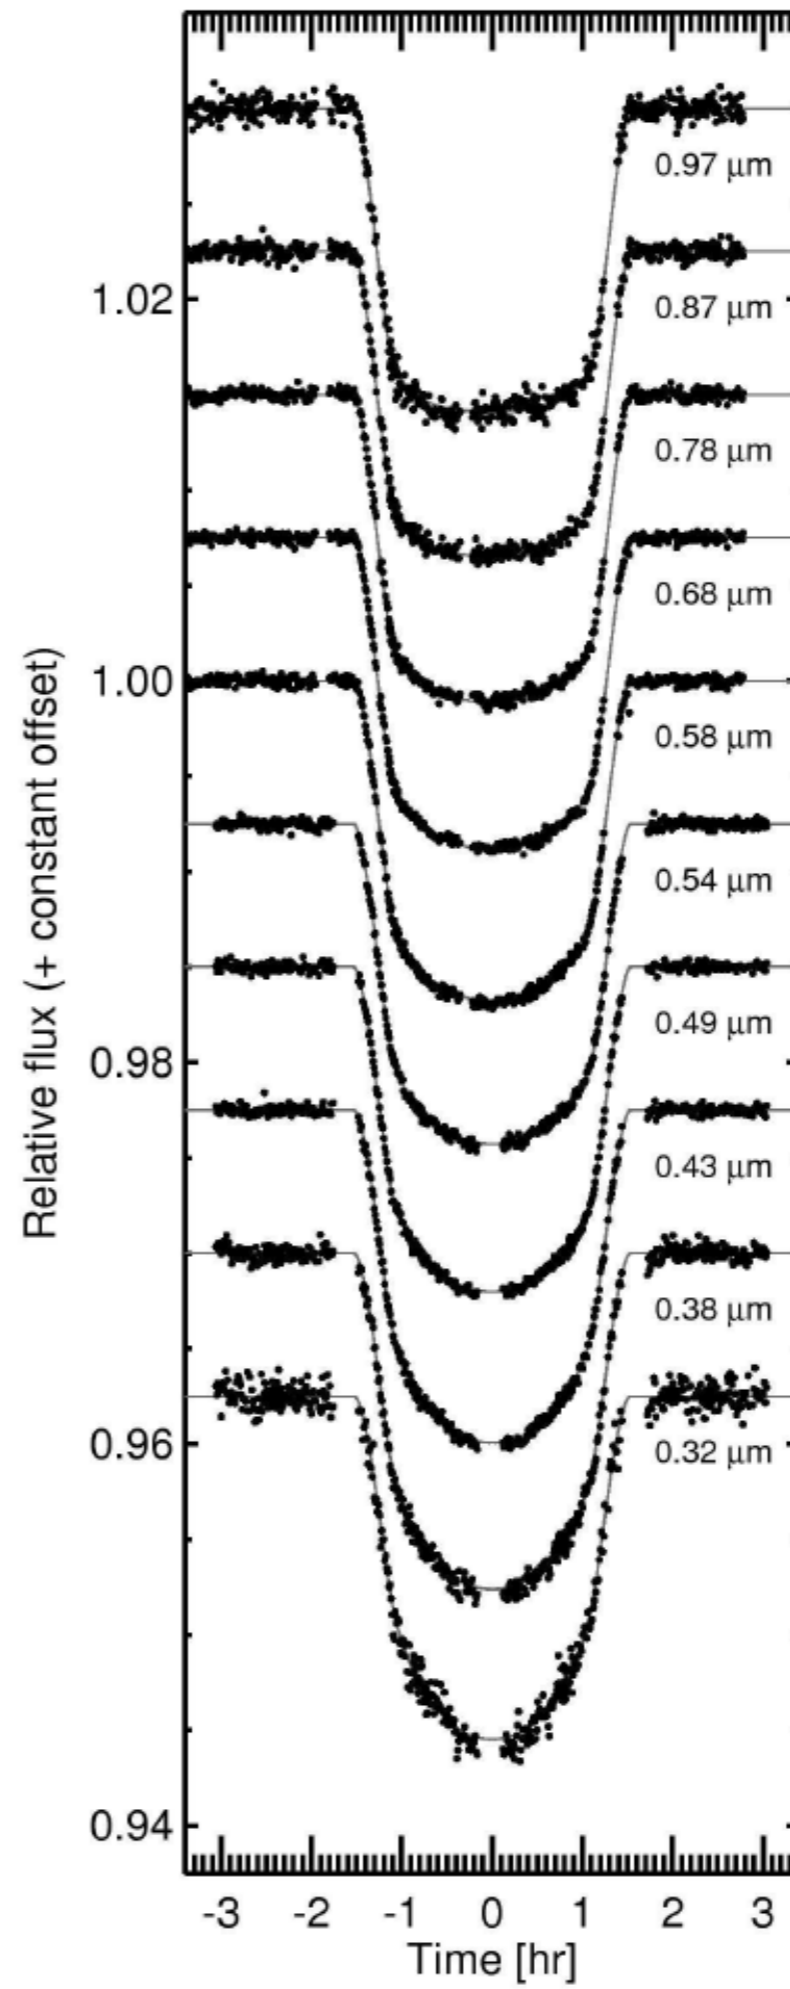 0.97 μm
1.02
0.87 μm
0.78 μm
0.68 μm
1.00
0.58 μm
0.54 μm
0.49 μm
0.98
0.43 μm
0.38 μm
0.96
0.32 μm
0.94
Relative flux (+ constant offset)
-3 -2 -1 0 1 2 3
Time [hr]